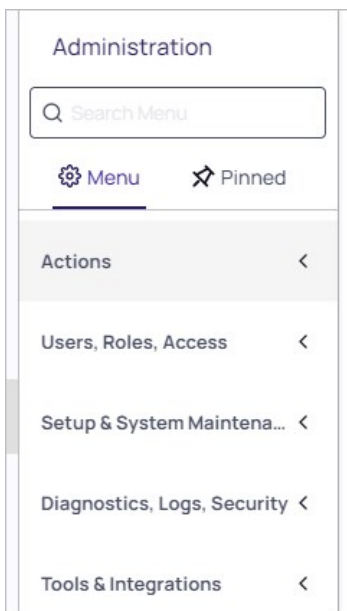 Administration
Search Menu
Menu Pinned
Actions
Users, Roles, Access
Setup & System Maintena...
Diagnostics, Logs, Security
Tools & Integrations